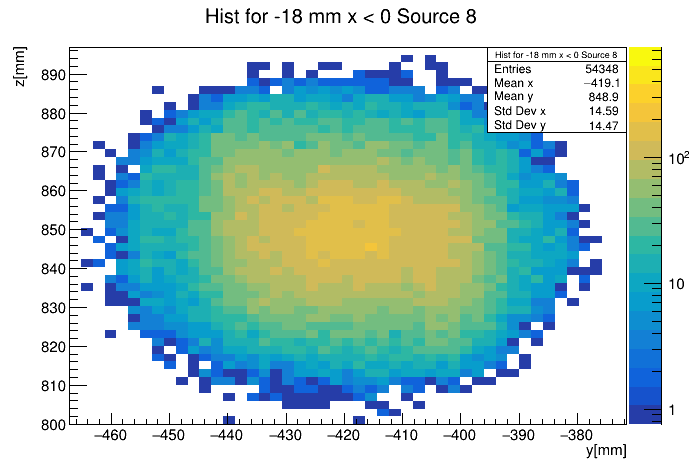 Hist for -18 mm x < 0 Source 8
z[mm]
Hist for -18 mm x < 0 Source 8
Entries 54348
Mean x −419.1
Mean y 848.9
Std Dev x 14.59
Std Dev y 14.47
890
880
870
860
850
840
830
820
810
800
10²
10
1
−460 −450 −440 −430 −420 −410 −400 −390 −380
y[mm]